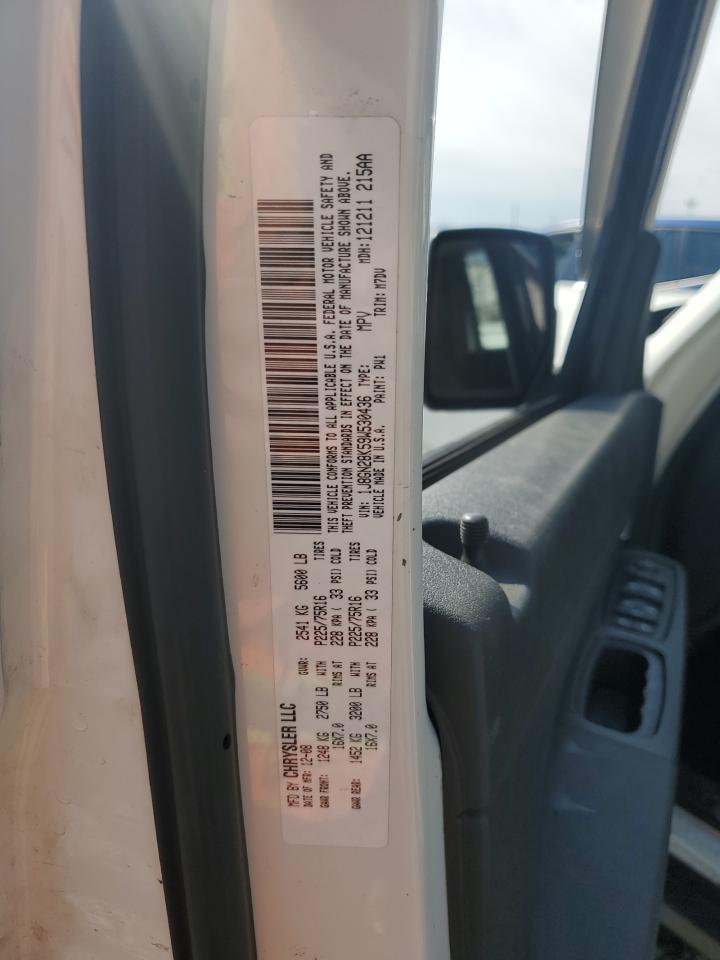 MFD BY CHRYSLER LLC
DATE OF MFR: 12-08 GVWR: 2541 KG 5600 LB
GAWR FRONT: 1248 KG 2750 LB WITH P225/75R16 TIRES
16X7.0 RIMS AT 228 KPA ( 33 PSI) COLD
GAWR REAR: 1452 KG 3200 LB WITH P225/75R16 TIRES
16X7.0 RIMS AT 228 KPA ( 33 PSI) COLD
THIS VEHICLE CONFORMS TO ALL APPLICABLE U.S.A. FEDERAL MOTOR VEHICLE SAFETY AND
THEFT PREVENTION STANDARDS IN EFFECT ON THE DATE OF MANUFACTURE SHOWN ABOVE.
VIN: 1J8GN28K59W530436 TYPE: MPV MDH: 121211 215AA
VEHICLE MADE IN U.S.A. PAINT: PW1 TRIM: M7DV